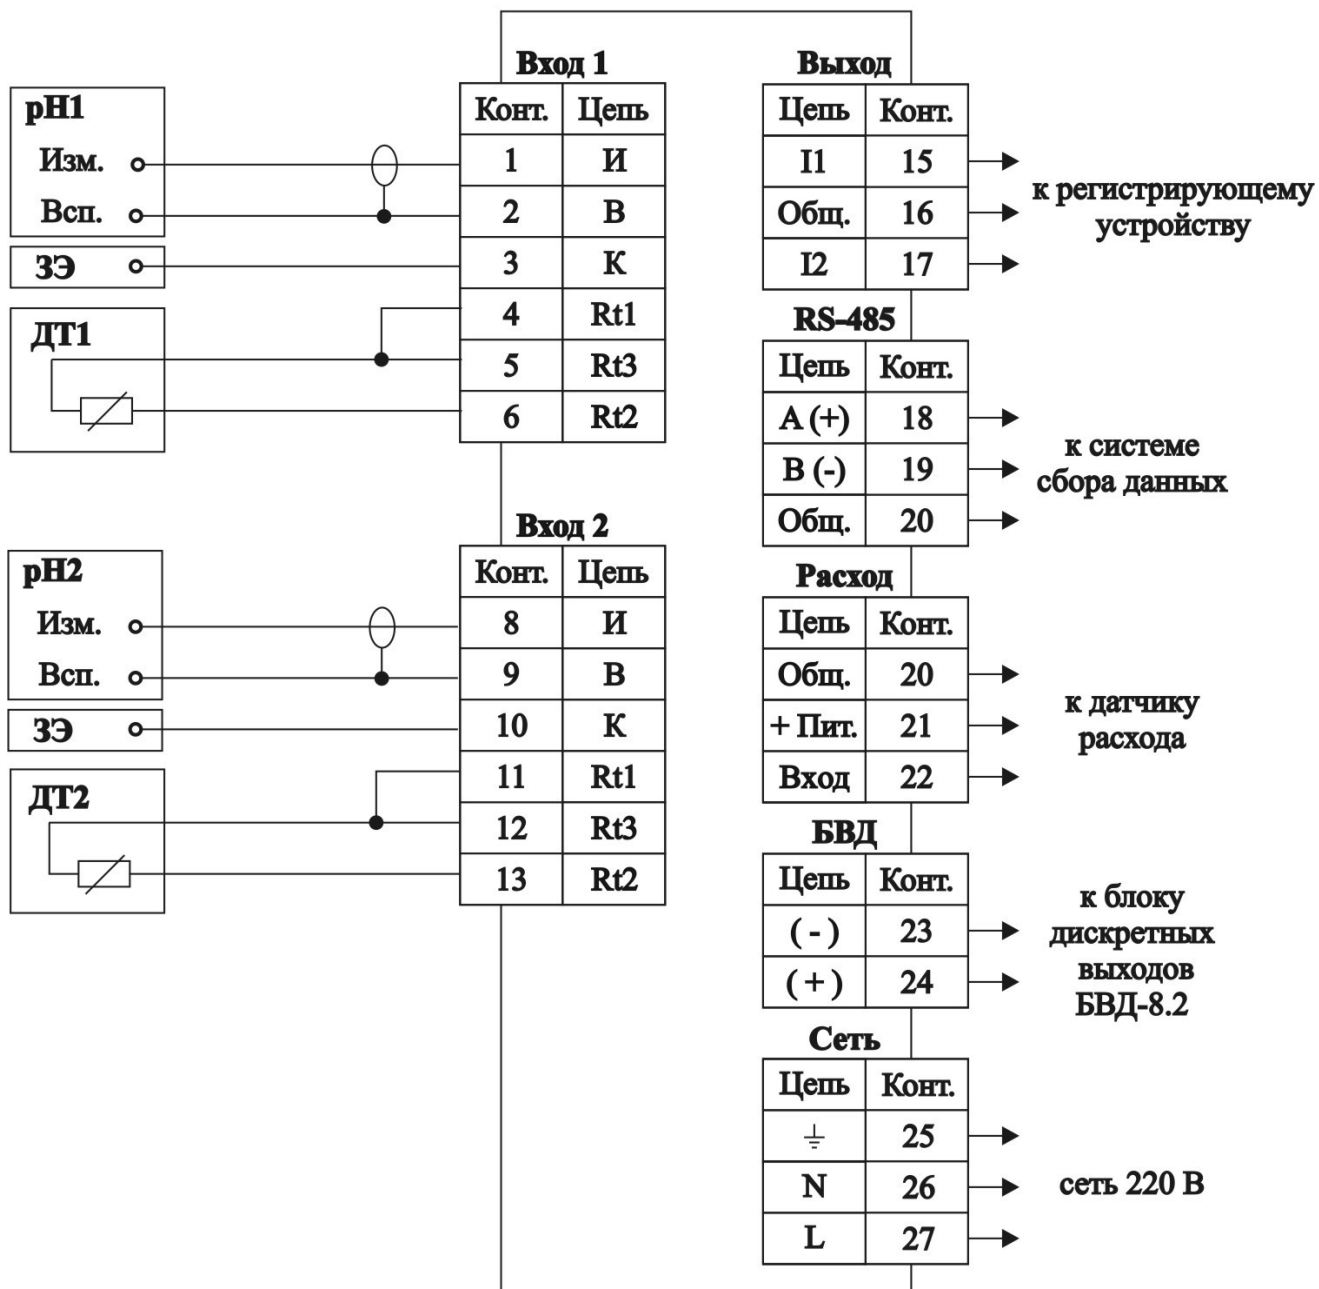 Вход 1
Конт. Цепь
рН1
Изм. 1 И
Всп. 2 В
ЗЭ 3 К
4 Rt1
ДТ1
5 Rt3
6 Rt2
Вход 2
Конт. Цепь
рН2
Изм. 8 И
Всп. 9 В
ЗЭ 10 К
11 Rt1
ДТ2
12 Rt3
13 Rt2
Выход
Цепь Конт.
I1 15
Общ. 16
I2 17
к регистрирующему
устройству
RS-485
Цепь Конт.
А (+) 18
В (-) 19
Общ. 20
к системе
сбора данных
Расход
Цепь Конт.
Общ. 20
+ Пит. 21
Вход 22
к датчику
расхода
БВД
Цепь Конт.
( - ) 23
( + ) 24
к блоку
дискретных
выходов
БВД-8.2
Сеть
Цепь Конт.
25
N 26
L 27
сеть 220 В